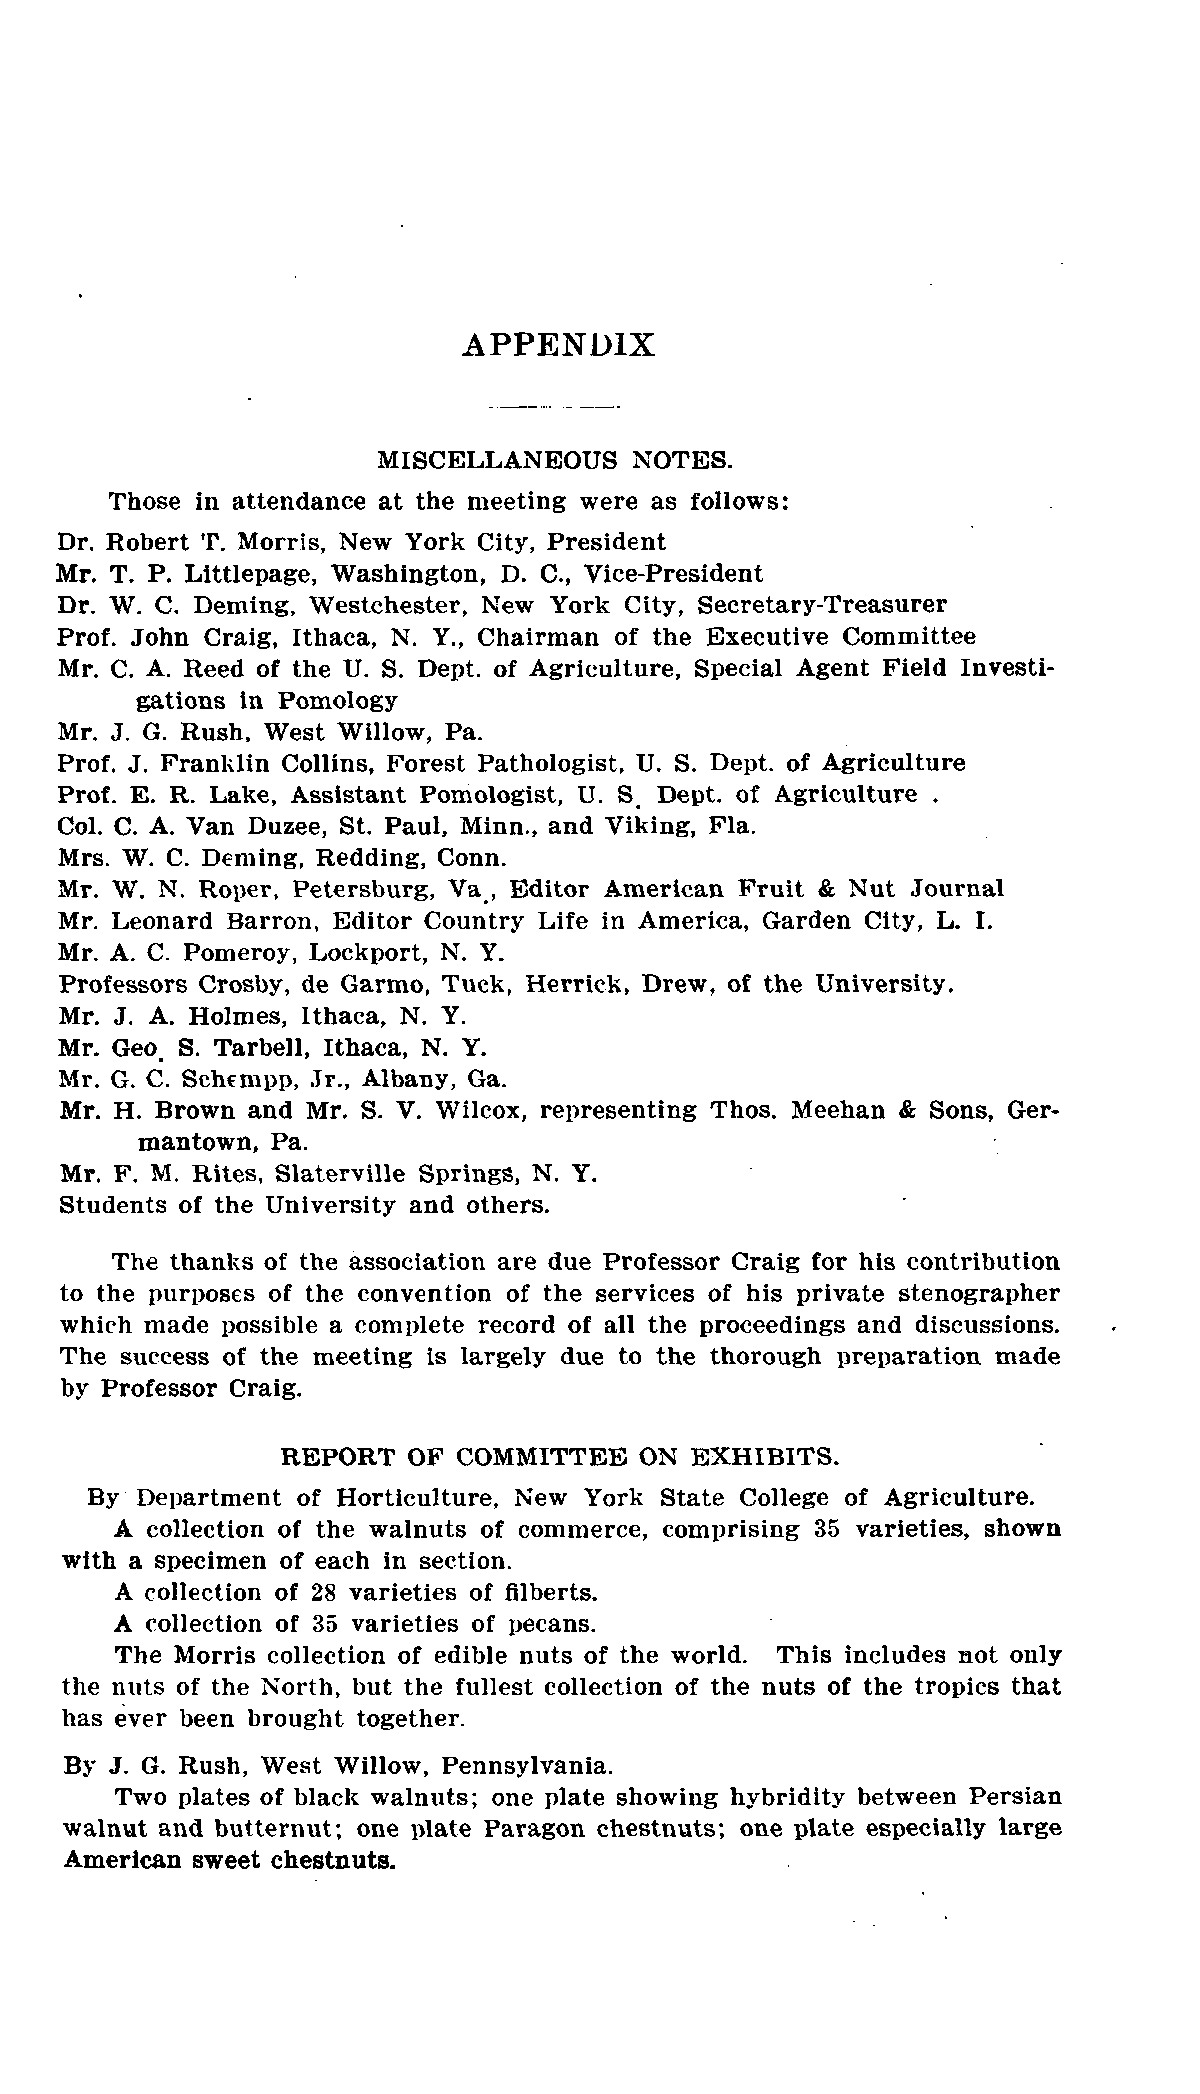 APPENDIX
MISCELLANEOUS NOTES.
Those in attendance at the meeting were as follows:
Dr. Robert T. Morris, New York City, President
Mr. T. P. Littlepage, Washington, D. C., Vice-President
Dr. W. C. Deming, Westchester, New York City, Secretary-Treasurer
Prof. John Craig, Ithaca, N. Y., Chairman of the Executive Committee
Mr. C. A. Reed of the U. S. Dept. of Agriculture, Special Agent Field Investi-
gations in Pomology
Mr. J. G. Rush, West Willow, Pa.
Prof. J. Franklin Collins, Forest Pathologist, U. S. Dept. of Agriculture
Prof. E. R. Lake, Assistant Pomologist, U. S. Dept. of Agriculture .
Col. C. A. Van Duzee, St. Paul, Minn., and Viking, Fla.
Mrs. W. C. Deming, Redding, Conn.
Mr. W. N. Roper, Petersburg, Va., Editor American Fruit & Nut Journal
Mr. Leonard Barron, Editor Country Life in America, Garden City, L. I.
Mr. A. C. Pomeroy, Lockport, N. Y.
Professors Crosby, de Garmo, Tuck, Herrick, Drew, of the University.
Mr. J. A. Holmes, Ithaca, N. Y.
Mr. Geo. S. Tarbell, Ithaca, N. Y.
Mr. G. C. Schempp, Jr., Albany, Ga.
Mr. H. Brown and Mr. S. V. Wilcox, representing Thos. Meehan & Sons, Ger-
mantown, Pa.
Mr. F. M. Rites, Slaterville Springs, N. Y.
Students of the University and others.
The thanks of the association are due Professor Craig for his contribution
to the purposes of the convention of the services of his private stenographer
which made possible a complete record of all the proceedings and discussions.
The success of the meeting is largely due to the thorough preparation made
by Professor Craig.
REPORT OF COMMITTEE ON EXHIBITS.
By Department of Horticulture, New York State College of Agriculture.
A collection of the walnuts of commerce, comprising 35 varieties, shown
with a specimen of each in section.
A collection of 28 varieties of filberts.
A collection of 35 varieties of pecans.
The Morris collection of edible nuts of the world. This includes not only
the nuts of the North, but the fullest collection of the nuts of the tropics that
has ever been brought together.
By J. G. Rush, West Willow, Pennsylvania.
Two plates of black walnuts; one plate showing hybridity between Persian
walnut and butternut; one plate Paragon chestnuts; one plate especially large
American sweet chestnuts.